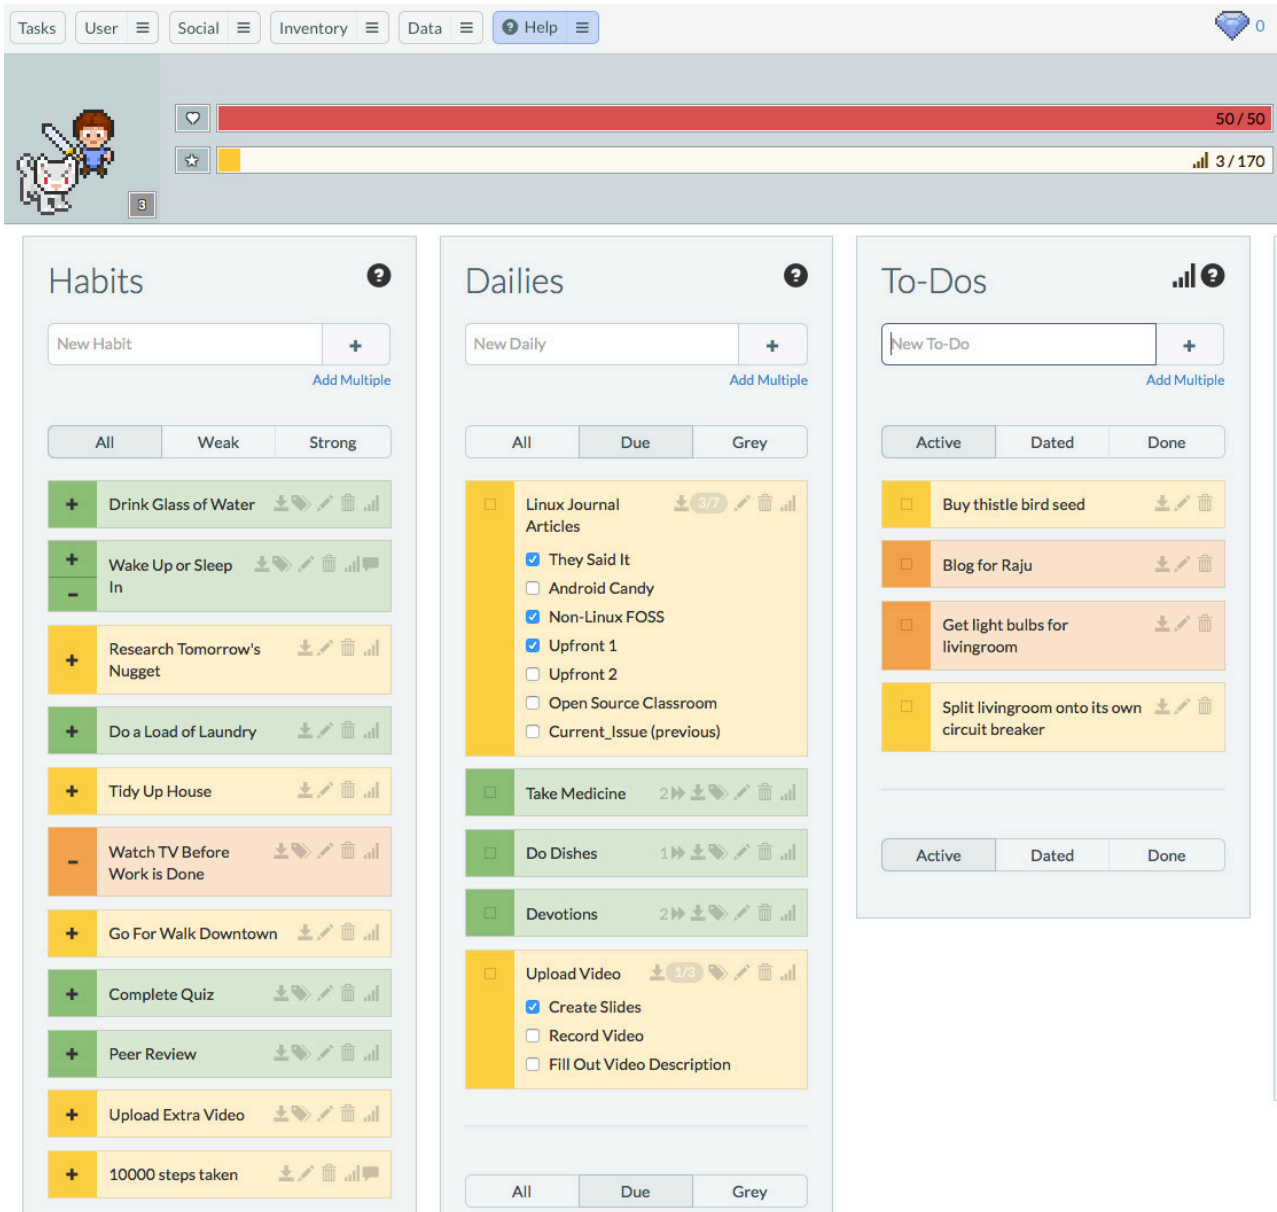 Tasks
User
Social
Inventory
Data
Help
0
50 / 50
3 / 170
3
Habits
New Habit
Add Multiple
All Weak Strong
Drink Glass of Water
Wake Up or Sleep
In
Research Tomorrow's
Nugget
Do a Load of Laundry
Tidy Up House
Watch TV Before
Work is Done
Go For Walk Downtown
Complete Quiz
Peer Review
Upload Extra Video
10000 steps taken
Dailies
New Daily
Add Multiple
All Due Grey
Linux Journal 3/7
Articles
They Said It
Android Candy
Non-Linux FOSS
Upfront 1
Upfront 2
Open Source Classroom
Current_Issue (previous)
Take Medicine 2
Do Dishes 1
Devotions 2
Upload Video 1/3
Create Slides
Record Video
Fill Out Video Description
All Due Grey
To-Dos
New To-Do
Add Multiple
Active Dated Done
Buy thistle bird seed
Blog for Raju
Get light bulbs for
livingroom
Split livingroom onto its own
circuit breaker
Active Dated Done